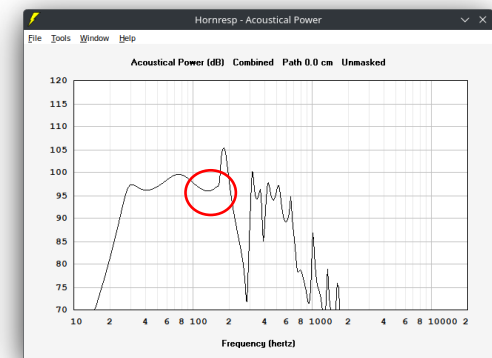 Hornresp - Acoustical Power
File Tools Window Help
Acoustical Power (dB) Combined Path 0.0 cm Unmasked
120
115
110
105
100
95
90
85
80
75
70
10 2 4 6 8 100 2 4 6 8 1000 2 4 6 8 10000 2
Frequency (hertz)